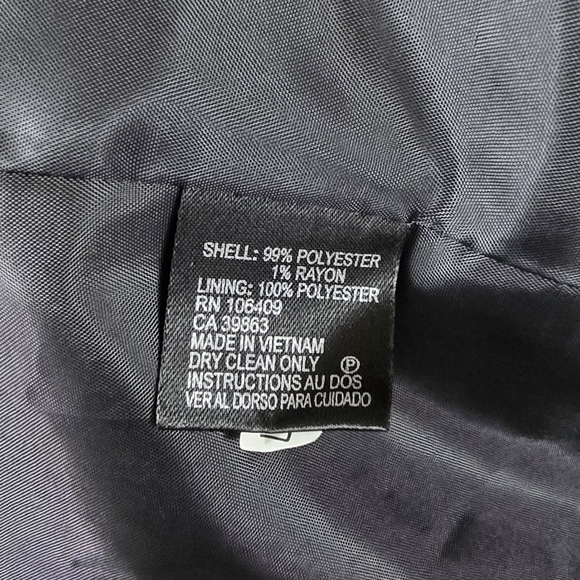 SHELL: 99% POLYESTER
1% RAYON
LINING: 100% POLYESTER
RN 106409
CA 39863
MADE IN VIETNAM
DRY CLEAN ONLY Ⓟ
INSTRUCTIONS AU DOS
VER AL DORSO PARA CUIDADO